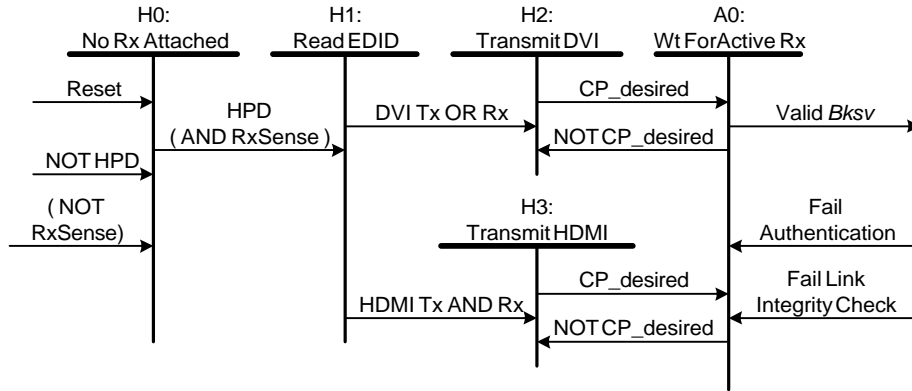 H0:
No Rx Attached
H1:
Read EDID
H2:
Transmit DVI
A0:
Wt ForActive Rx
Reset
HPD
( AND RxSense )
DVI Tx OR Rx
CP_desired
Valid Bksv
NOT CP_desired
NOT HPD
( NOT
RxSense)
H3:
Transmit HDMI
Fail
Authentication
CP_desired
Fail Link
Integrity Check
HDMI Tx AND Rx
NOT CP_desired